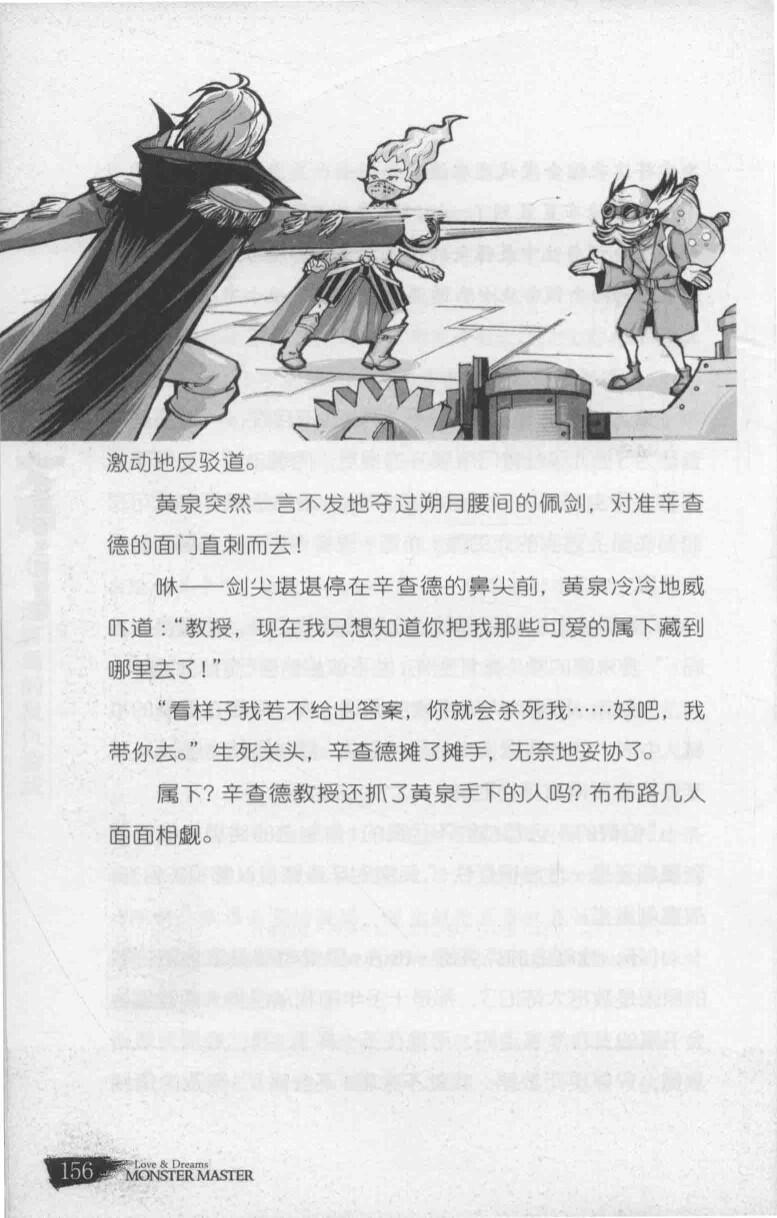 激动地反驳道。
黄泉突然一言不发地夺过朔月腰间的佩剑，对准辛查
德的面门直刺而去！
咻——剑尖堪堪停在辛查德的鼻尖前，黄泉冷冷地威
吓道：“教授，现在我只想知道你把我那些可爱的属下藏到
哪里去了！”
“看样子我若不给出答案，你就会杀死我……好吧，我
带你去。”生死关头，辛查德摊了摊手，无奈地妥协了。
属下？辛查德教授还抓了黄泉手下的人吗？布布路几人
面面相觑。
156
Love & Dreams
MONSTER MASTER